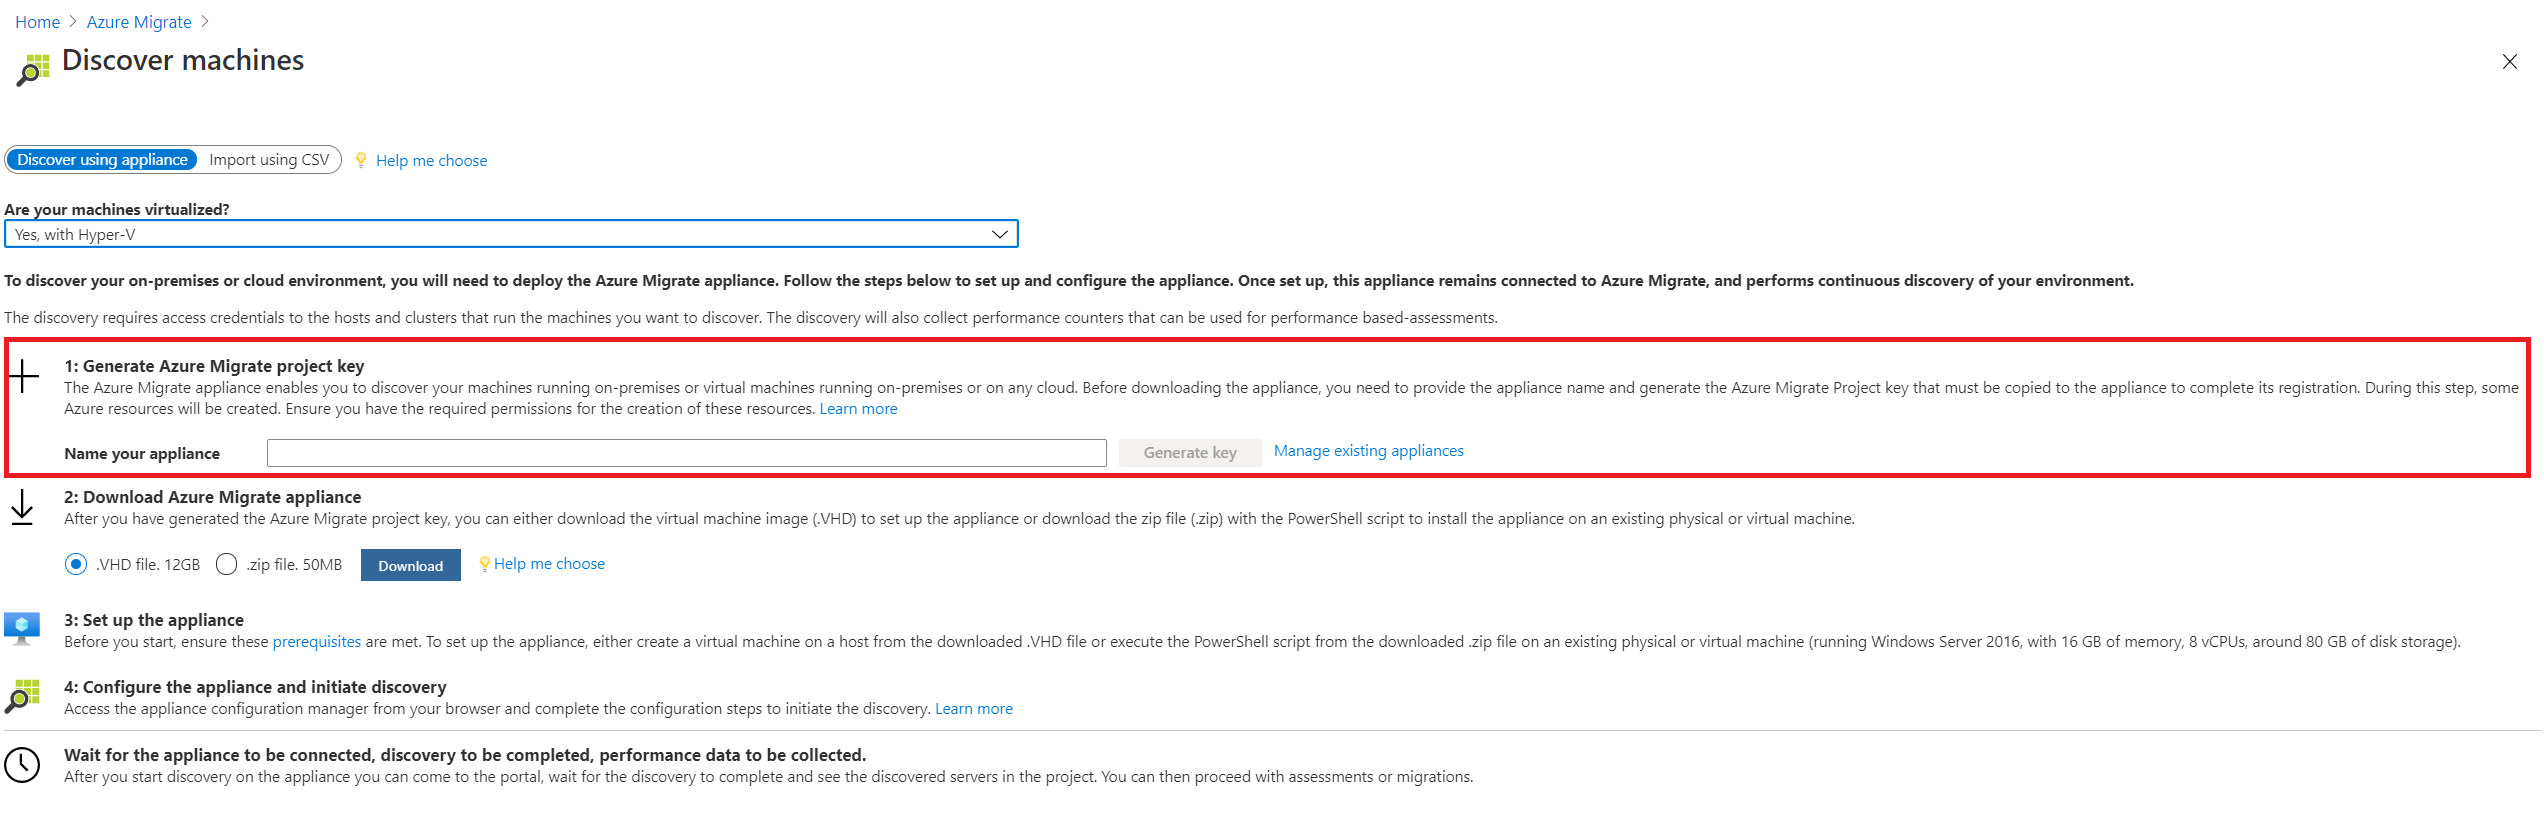 Home > Azure Migrate >
Discover machines
Discover using appliance Import using CSV Help me choose
Are your machines virtualized?
Yes, with Hyper-V
To discover your on-premises or cloud environment, you will need to deploy the Azure Migrate appliance. Follow the steps below to set up and configure the appliance. Once set up, this appliance remains connected to Azure Migrate, and performs continuous discovery of your environment.
The discovery requires access credentials to the hosts and clusters that run the machines you want to discover. The discovery will also collect performance counters that can be used for performance based-assessments.
1: Generate Azure Migrate project key
The Azure Migrate appliance enables you to discover your machines running on-premises or virtual machines running on-premises or on any cloud. Before downloading the appliance, you need to provide the appliance name and generate the Azure Migrate Project key that must be copied to the appliance to complete its registration. During this step, some
Azure resources will be created. Ensure you have the required permissions for the creation of these resources. Learn more
Name your appliance Generate key Manage existing appliances
2: Download Azure Migrate appliance
After you have generated the Azure Migrate project key, you can either download the virtual machine image (.VHD) to set up the appliance or download the zip file (.zip) with the PowerShell script to install the appliance on an existing physical or virtual machine.
.VHD file. 12GB .zip file. 50MB Download Help me choose
3: Set up the appliance
Before you start, ensure these prerequisites are met. To set up the appliance, either create a virtual machine on a host from the downloaded .VHD file or execute the PowerShell script from the downloaded .zip file on an existing physical or virtual machine (running Windows Server 2016, with 16 GB of memory, 8 vCPUs, around 80 GB of disk storage).
4: Configure the appliance and initiate discovery
Access the appliance configuration manager from your browser and complete the configuration steps to initiate the discovery. Learn more
Wait for the appliance to be connected, discovery to be completed, performance data to be collected.
After you start discovery on the appliance you can come to the portal, wait for the discovery to complete and see the discovered servers in the project. You can then proceed with assessments or migrations.